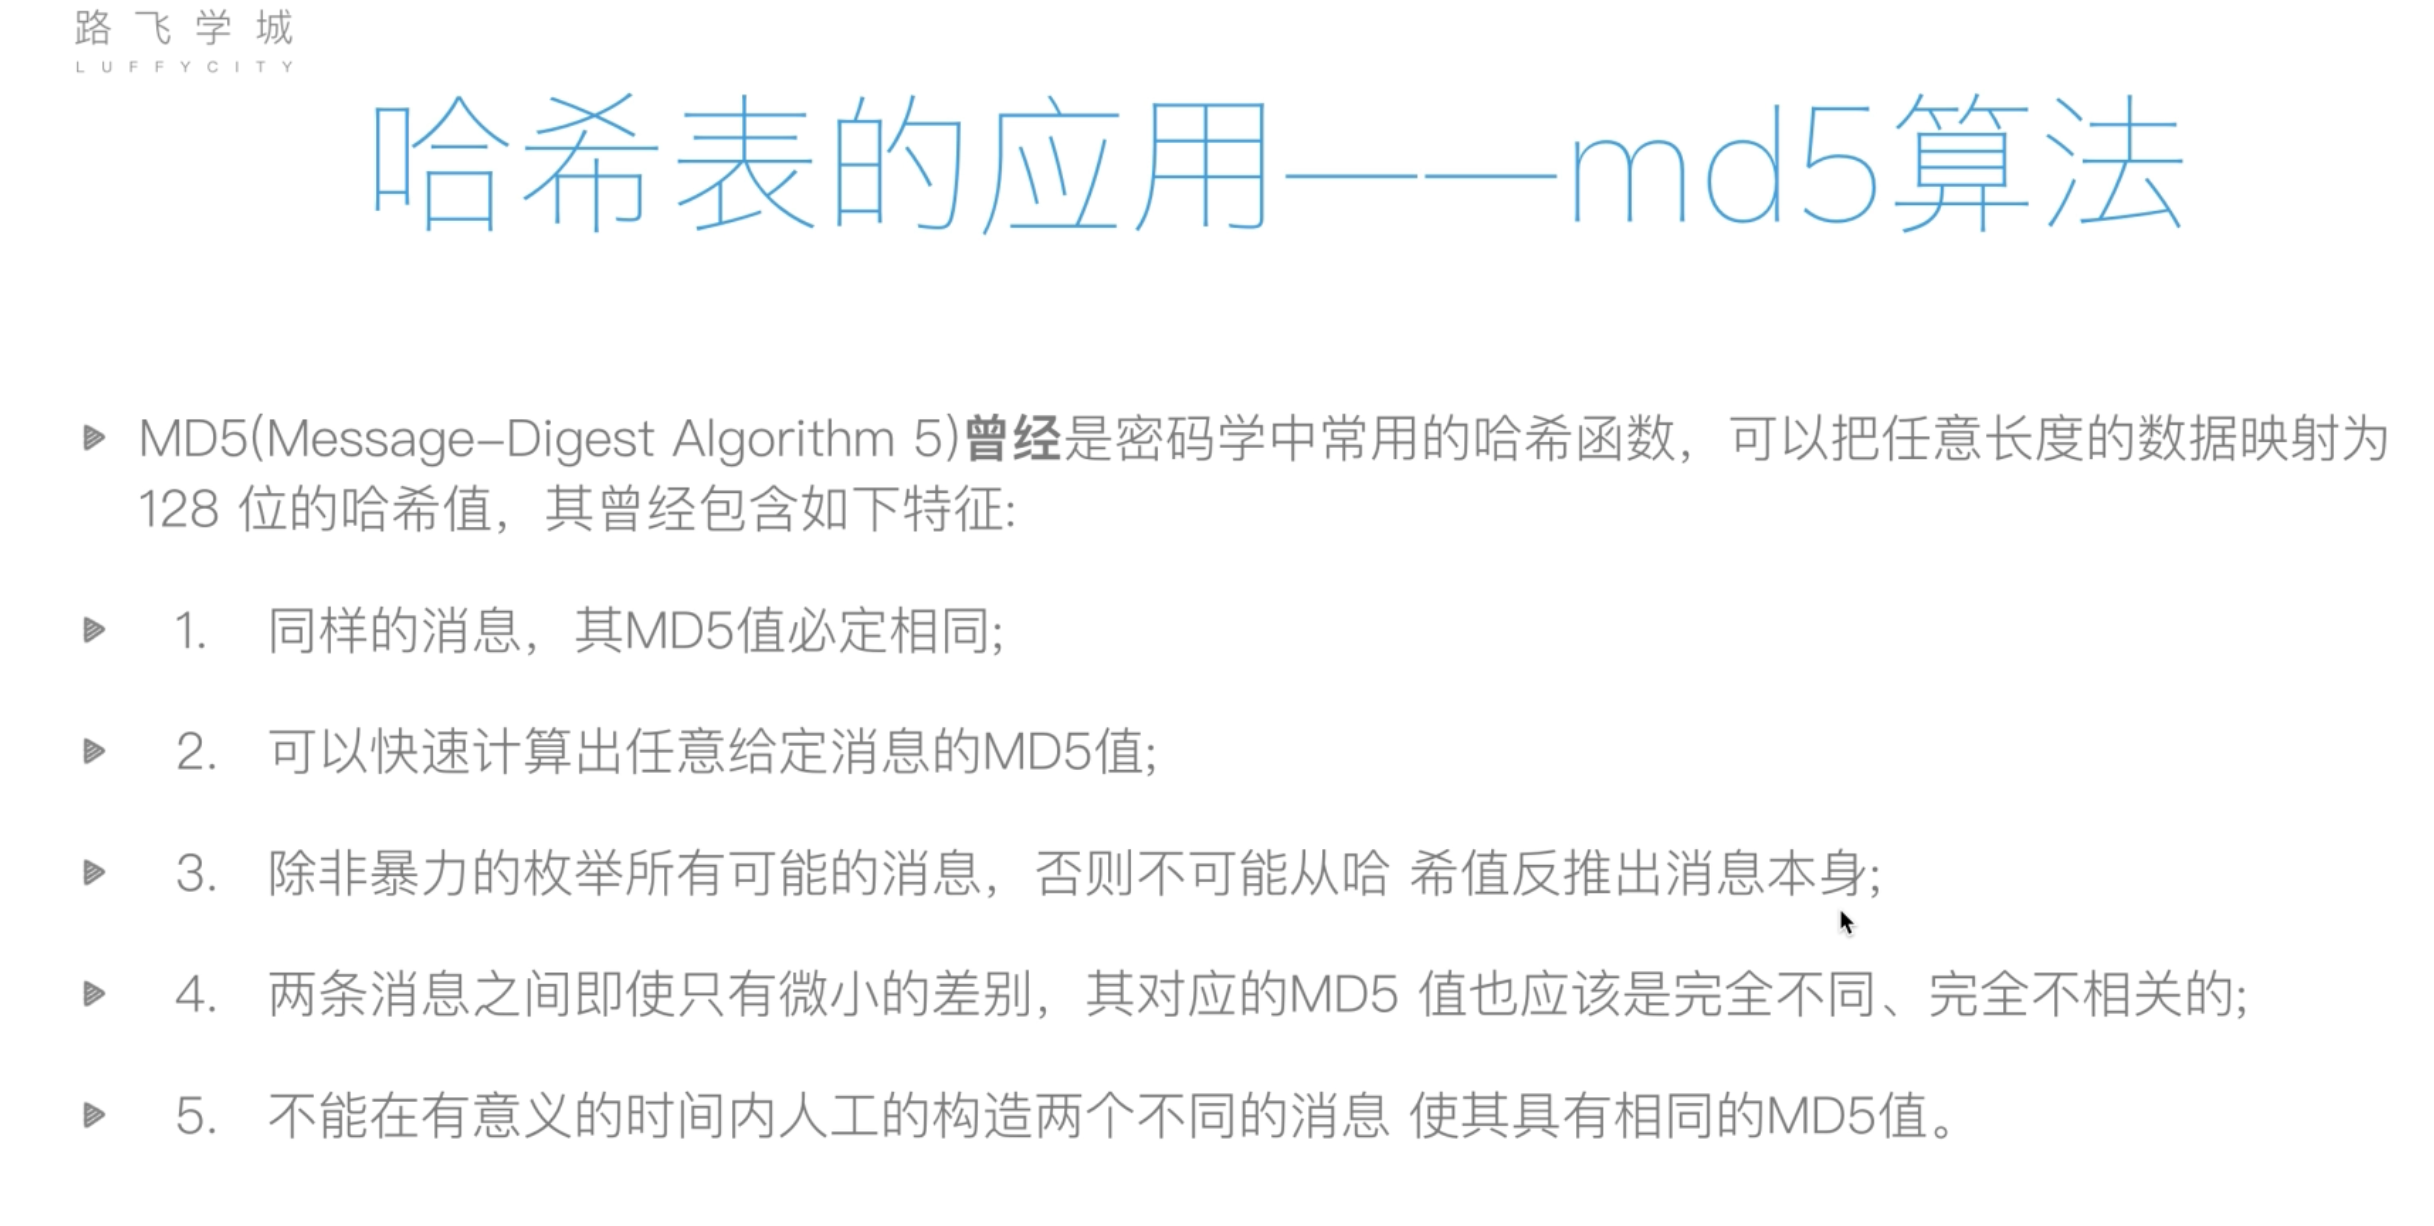 路飞学城
LUFFYCITY
哈希表的应用——md5算法
MD5(Message-Digest Algorithm 5)曾经是密码学中常用的哈希函数，可以把任意长度的数据映射为
128 位的哈希值，其曾经包含如下特征:
1. 同样的消息，其MD5值必定相同;
2. 可以快速计算出任意给定消息的MD5值;
3. 除非暴力的枚举所有可能的消息，否则不可能从哈 希值反推出消息本身;
4. 两条消息之间即使只有微小的差别，其对应的MD5 值也应该是完全不同、完全不相关的;
5. 不能在有意义的时间内人工的构造两个不同的消息 使其具有相同的MD5值。